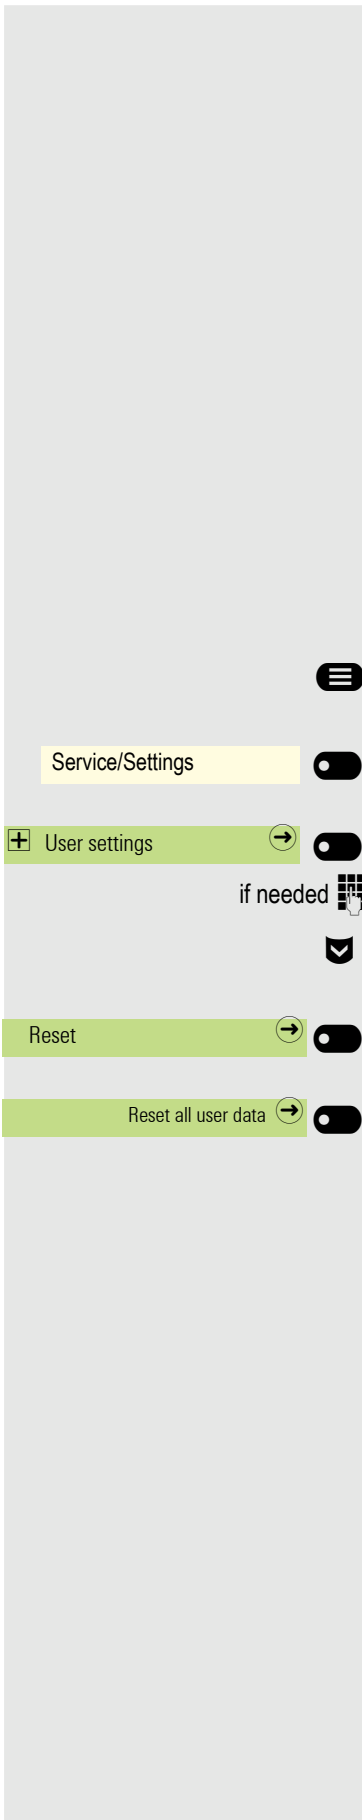 Service/Settings
User settings
if needed
Reset
Reset all user data